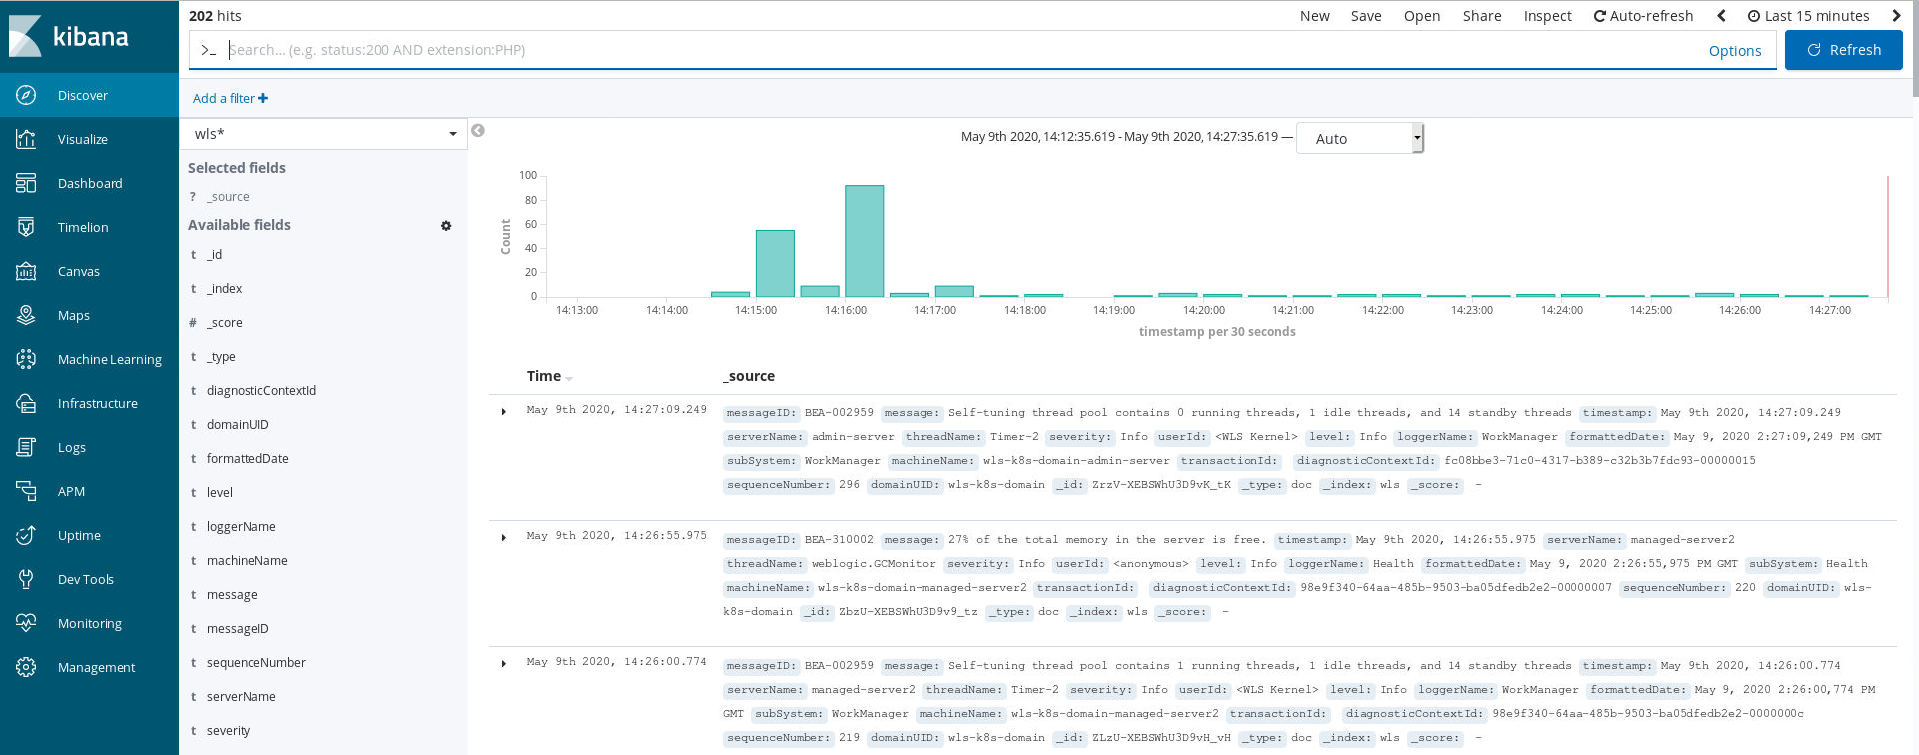 kibana
Discover
Visualize
Dashboard
Timelion
Canvas
Maps
Machine Learning
Infrastructure
Logs
APM
Uptime
Dev Tools
Monitoring
Management
202 hits
New Save Open Share Inspect Auto-refresh Last 15 minutes
>_ Search... (e.g. status:200 AND extension:PHP) Options Refresh
Add a filter
wls*
Selected fields
? _source
Available fields
t _id
t _index
# _score
t _type
t diagnosticContextId
t domainUID
t formattedDate
t level
t loggerName
t machineName
t message
t messageID
t sequenceNumber
t serverName
t severity
May 9th 2020, 14:12:35.619 - May 9th 2020, 14:27:35.619 — Auto
Count
100
80
60
40
20
0
14:13:00 14:14:00 14:15:00 14:16:00 14:17:00 14:18:00 14:19:00 14:20:00 14:21:00 14:22:00 14:23:00 14:24:00 14:25:00 14:26:00 14:27:00
timestamp per 30 seconds
Time _source
May 9th 2020, 14:27:09.249 messageID: BEA-002959 message: Self-tuning thread pool contains 0 running threads, 1 idle threads, and 14 standby threads timestamp: May 9th 2020, 14:27:09.249
serverName: admin-server threadName: Timer-2 severity: Info userId: <WLS Kernel> level: Info loggerName: WorkManager formattedDate: May 9, 2020 2:27:09,249 PM GMT
subSystem: WorkManager machineName: wls-k8s-domain-admin-server transactionId: diagnosticContextId: fc08bbe3-71c0-4317-b389-c32b3b7fdc93-00000015
sequenceNumber: 296 domainUID: wls-k8s-domain _id: ZrzV-XEBSWhU3D9vK_tK _type: doc _index: wls _score: -
May 9th 2020, 14:26:55.975 messageID: BEA-310002 message: 27% of the total memory in the server is free. timestamp: May 9th 2020, 14:26:55.975 serverName: managed-server2
threadName: weblogic.GCMonitor severity: Info userId: <anonymous> level: Info loggerName: Health formattedDate: May 9, 2020 2:26:55,975 PM GMT subSystem: Health
machineName: wls-k8s-domain-managed-server2 transactionId: diagnosticContextId: 98e9f340-64aa-485b-9503-ba05dfedb2e2-00000007 sequenceNumber: 220 domainUID: wls-
k8s-domain _id: ZbzU-XEBSWhU3D9v9_tz _type: doc _index: wls _score: -
May 9th 2020, 14:26:00.774 messageID: BEA-002959 message: Self-tuning thread pool contains 1 running threads, 1 idle threads, and 14 standby threads timestamp: May 9th 2020, 14:26:00.774
serverName: managed-server2 threadName: Timer-2 severity: Info userId: <WLS Kernel> level: Info loggerName: WorkManager formattedDate: May 9, 2020 2:26:00,774 PM
GMT subSystem: WorkManager machineName: wls-k8s-domain-managed-server2 transactionId: diagnosticContextId: 98e9f340-64aa-485b-9503-ba05dfedb2e2-0000000c
sequenceNumber: 219 domainUID: wls-k8s-domain _id: ZLzU-XEBSWhU3D9vH_vH _type: doc _index: wls _score: -